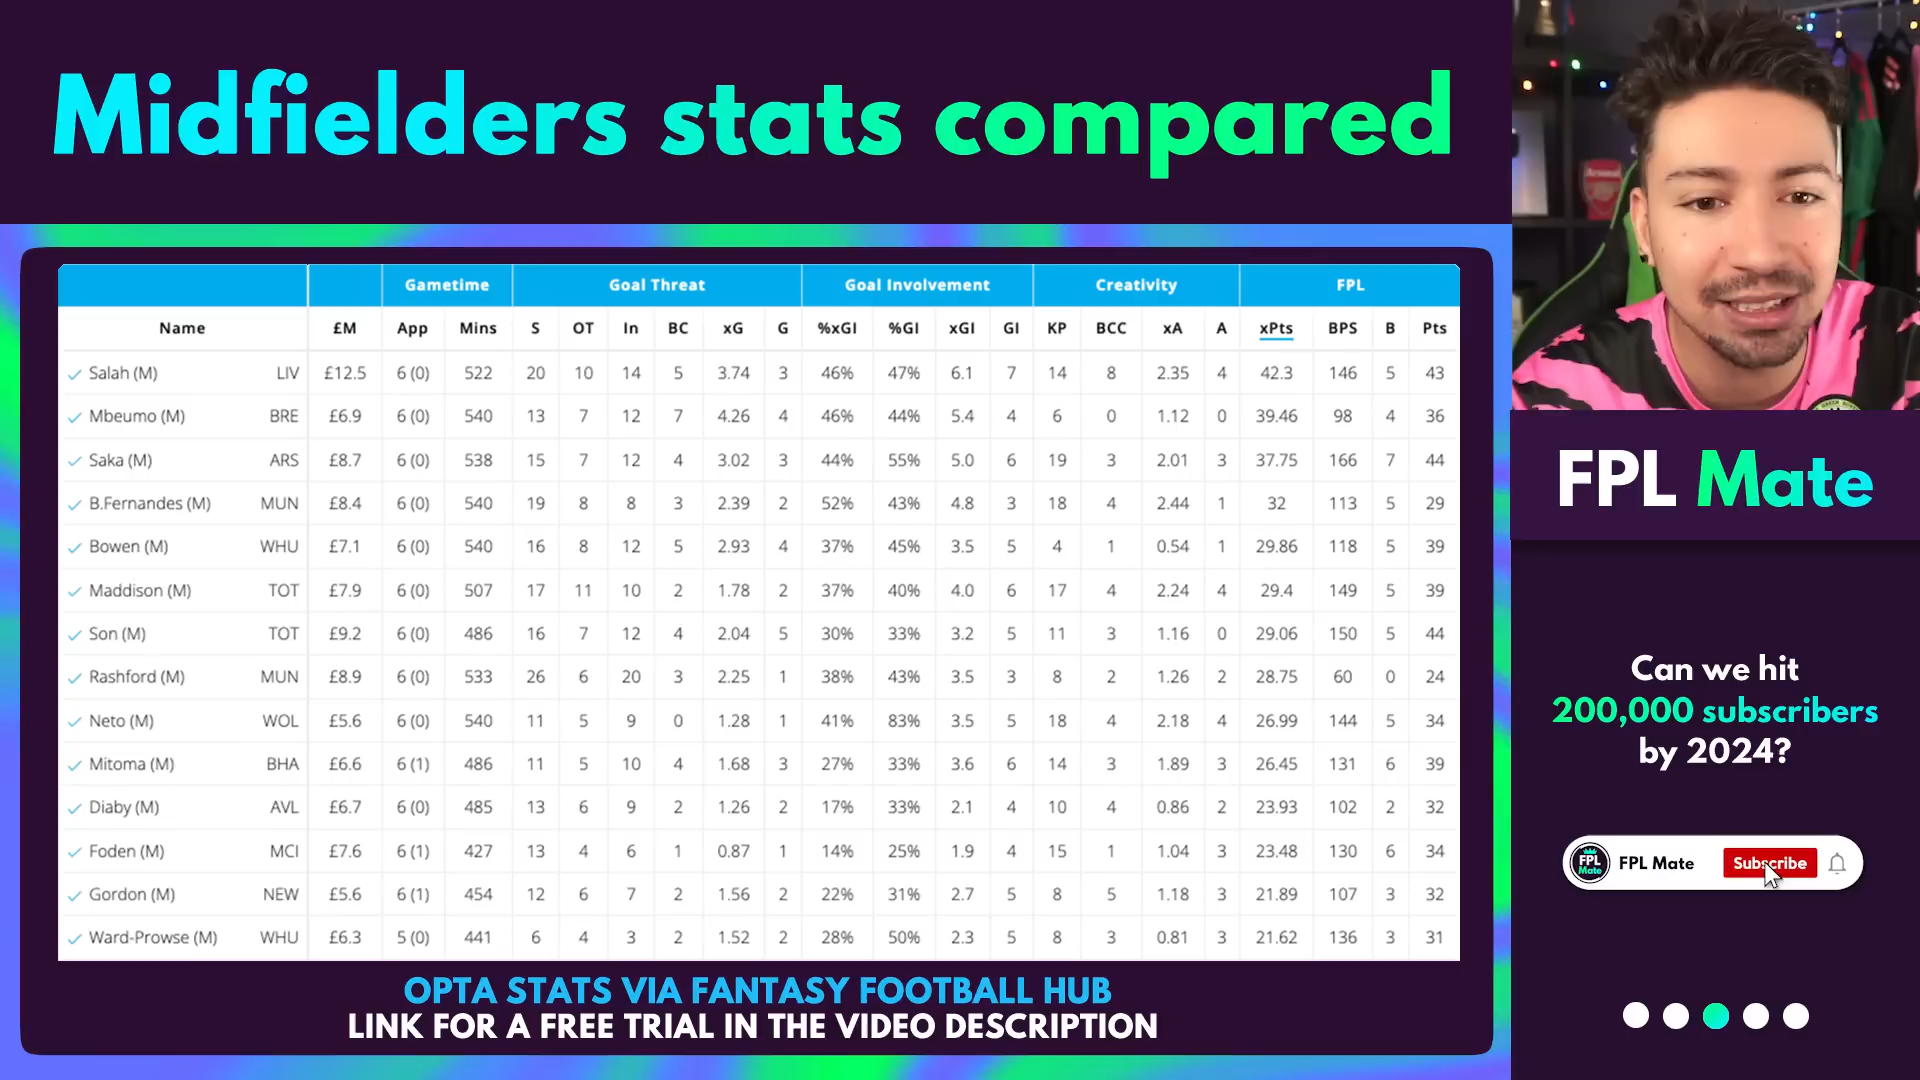 Midfielders stats compared
Gametime Goal Threat Goal Involvement Creativity FPL
Name £M App Mins S OT In BC xG G %xGI %GI xGI GI KP BCC xA A xPts BPS B Pts
Salah (M) LIV £12.5 6 (0) 522 20 10 14 5 3.74 3 46% 47% 6.1 7 14 8 2.35 4 42.3 146 5 43
Mbeumo (M) BRE £6.9 6 (0) 540 13 7 12 7 4.26 4 46% 44% 5.4 4 6 0 1.12 0 39.46 98 4 36
Saka (M) ARS £8.7 6 (0) 538 15 7 12 4 3.02 3 44% 55% 5.0 6 19 3 2.01 3 37.75 166 7 44
B.Fernandes (M) MUN £8.4 6 (0) 540 19 8 8 3 2.39 2 52% 43% 4.8 3 18 4 2.44 1 32 113 5 29
Bowen (M) WHU £7.1 6 (0) 540 16 8 12 5 2.93 4 37% 45% 3.5 5 4 1 0.54 1 29.86 118 5 39
Maddison (M) TOT £7.9 6 (0) 507 17 11 10 2 1.78 2 37% 40% 4.0 6 17 4 2.24 4 29.4 149 5 39
Son (M) TOT £9.2 6 (0) 486 16 7 12 4 2.04 5 30% 33% 3.2 5 11 3 1.16 0 29.06 150 5 44
Rashford (M) MUN £8.9 6 (0) 533 26 6 20 3 2.25 1 38% 43% 3.5 3 8 2 1.26 2 28.75 60 0 24
Neto (M) WOL £5.6 6 (0) 540 11 5 9 0 1.28 1 41% 83% 3.5 5 18 4 2.18 4 26.99 144 5 34
Mitoma (M) BHA £6.6 6 (1) 486 11 5 10 4 1.68 3 27% 33% 3.6 6 14 3 1.89 3 26.45 131 6 39
Diaby (M) AVL £6.7 6 (0) 485 13 6 9 2 1.26 2 17% 33% 2.1 4 10 4 0.86 2 23.93 102 2 32
Foden (M) MCI £7.6 6 (1) 427 13 4 6 1 0.87 1 14% 25% 1.9 4 15 1 1.04 3 23.48 130 6 34
Gordon (M) NEW £5.6 6 (1) 454 12 6 7 2 1.56 2 22% 31% 2.7 5 8 5 1.18 3 21.89 107 3 32
Ward-Prowse (M) WHU £6.3 5 (0) 441 6 4 3 2 1.52 2 28% 50% 2.3 5 8 3 0.81 3 21.62 136 3 31
OPTA STATS VIA FANTASY FOOTBALL HUB
LINK FOR A FREE TRIAL IN THE VIDEO DESCRIPTION
Arsenal
FPL Mate
Can we hit
200,000 subscribers
by 2024?
FPL
Mate
FPL Mate
Subscribe